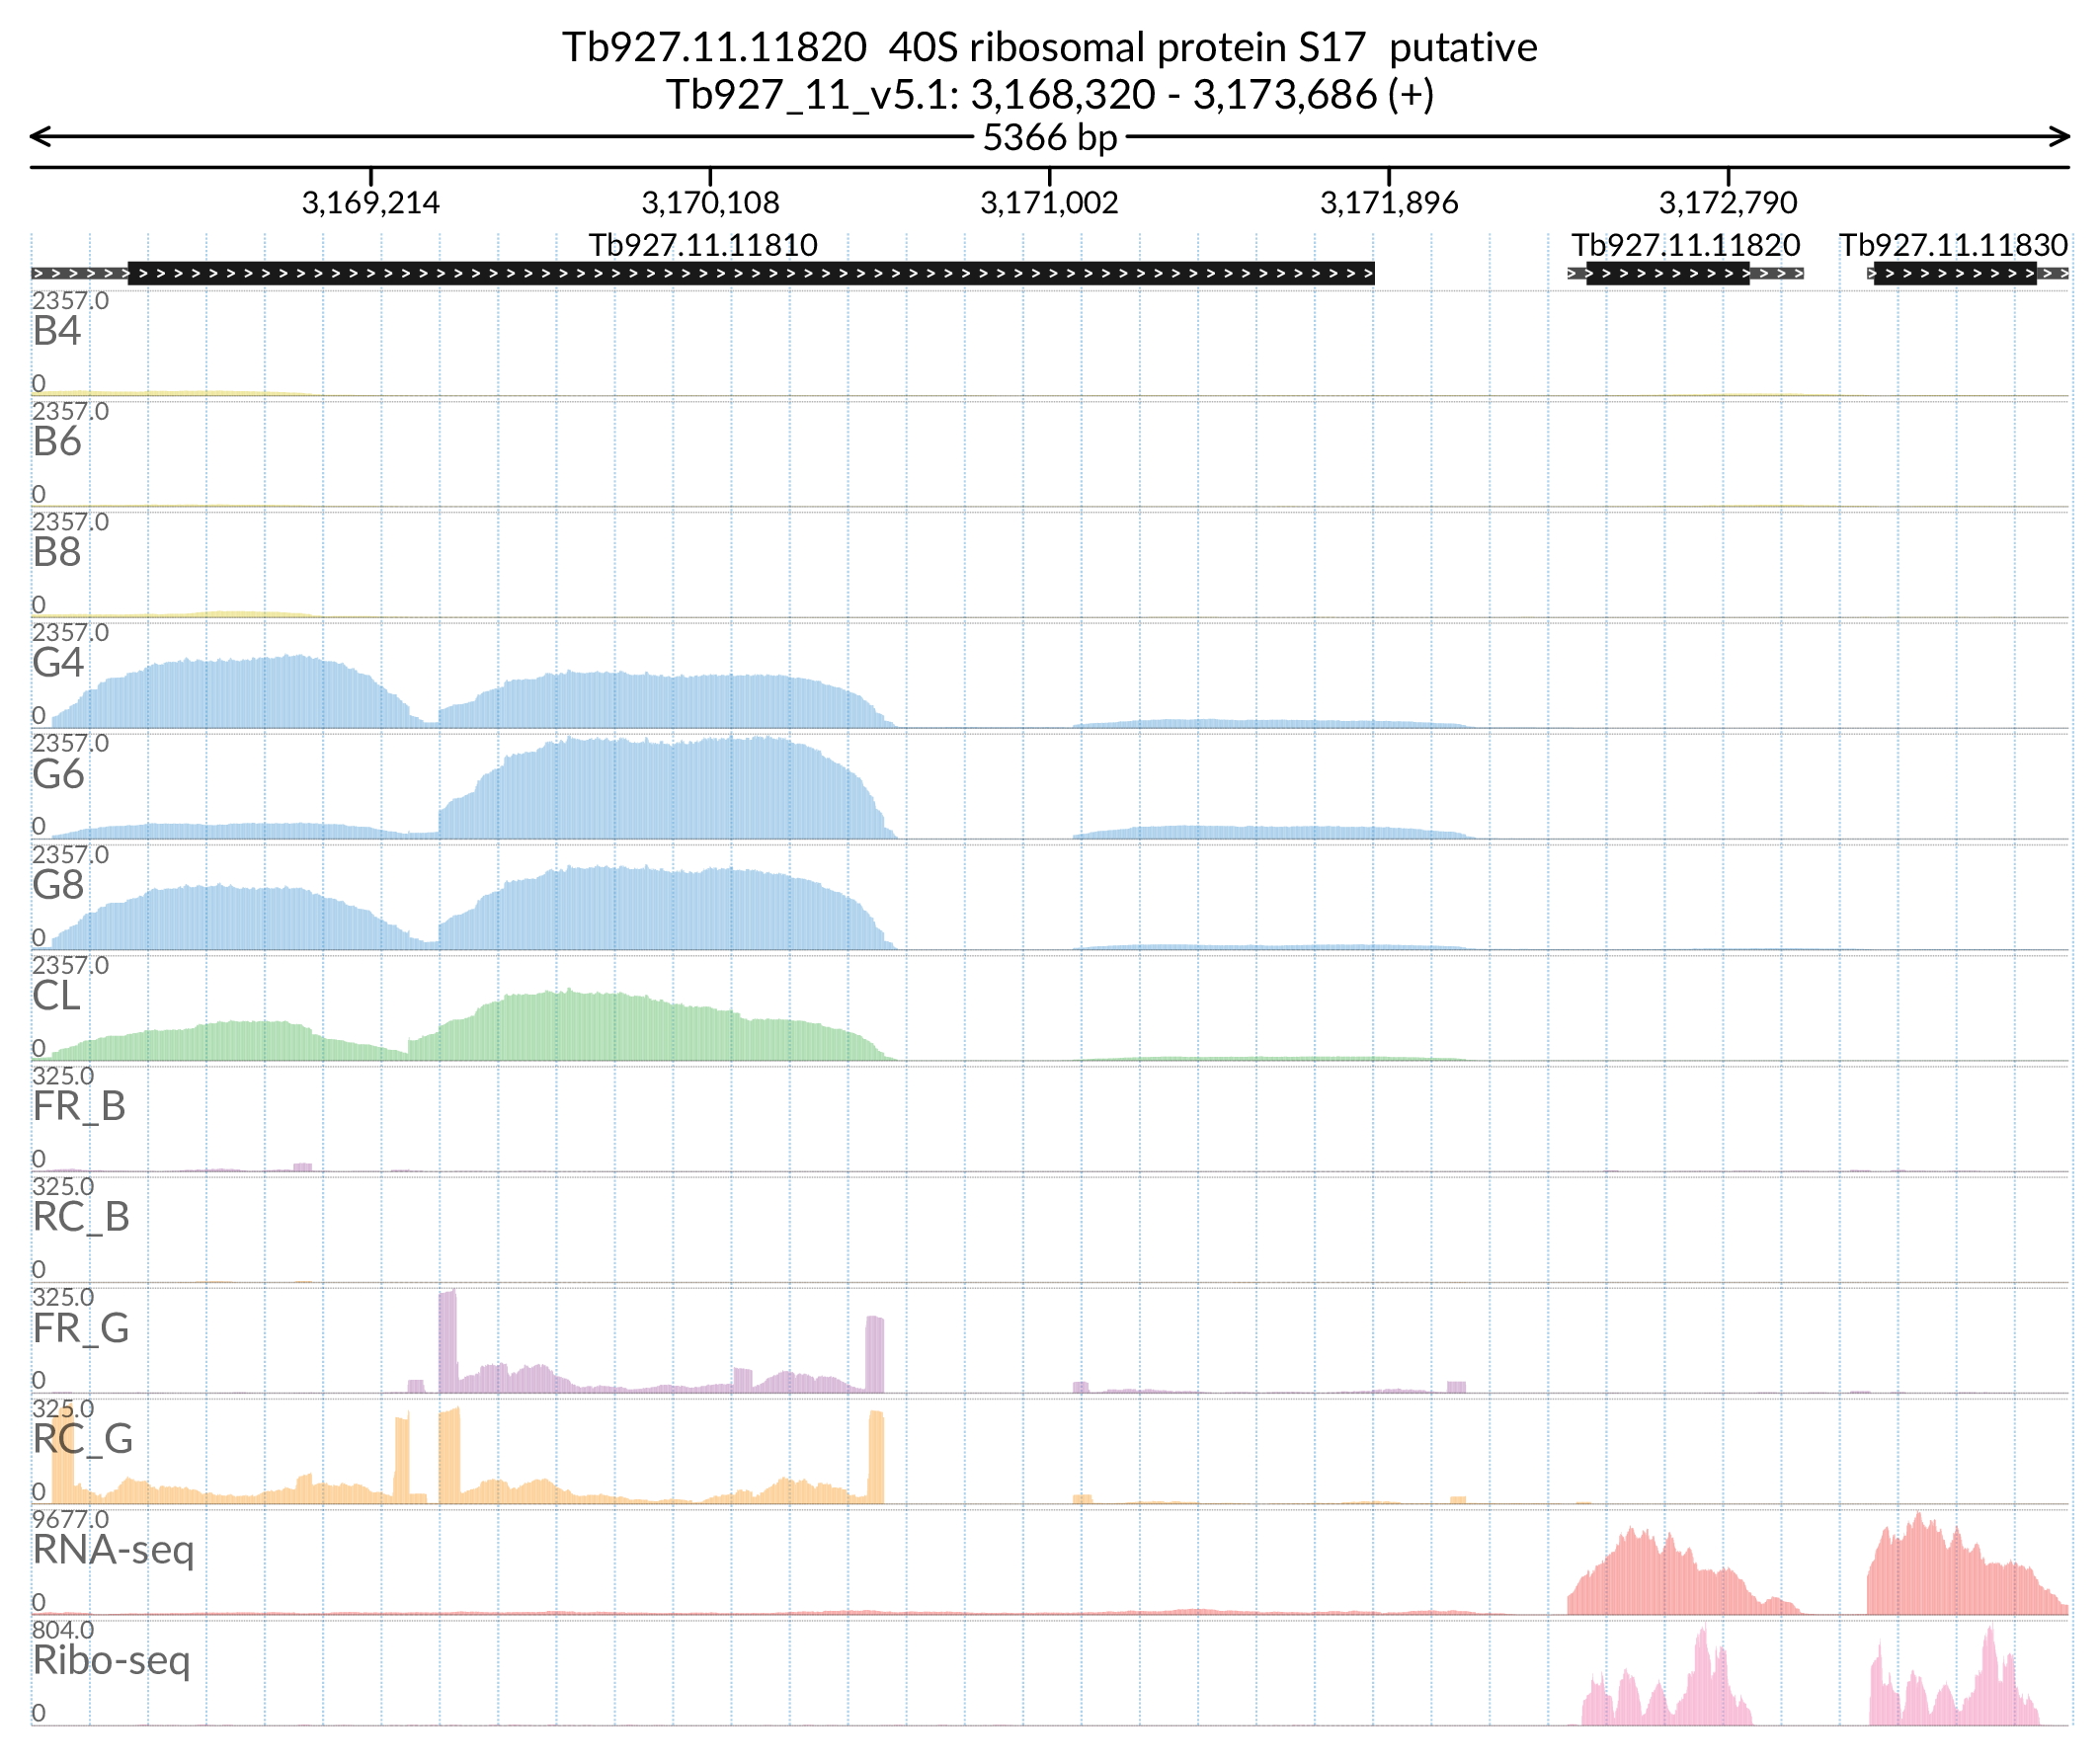 Tb927.11.11820  40S ribosomal protein S17  putative
Tb927_11_v5.1: 3,168,320 - 3,173,686 (+)
5366 bp
3,169,214 3,170,108 3,171,002 3,171,896 3,172,790
Tb927.11.11810 Tb927.11.11820 Tb927.11.11830
2357.0
B4
0
2357.0
B6
0
2357.0
B8
0
2357.0
G4
0
2357.0
G6
0
2357.0
G8
0
2357.0
CL
0
325.0
FR_B
0
325.0
RC_B
0
325.0
FR_G
0
325.0
RC_G
0
9677.0
RNA-seq
0
804.0
Ribo-seq
0